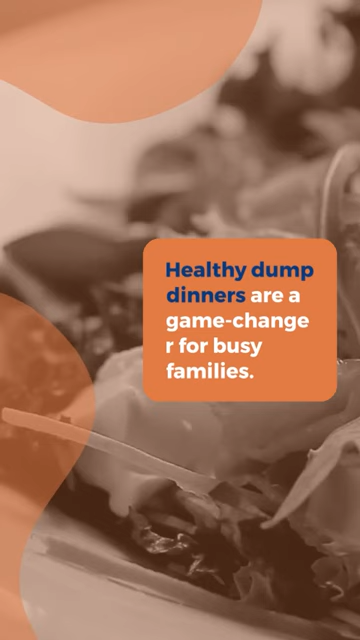 Healthy dump
dinners are a
game-change
r for busy
families.